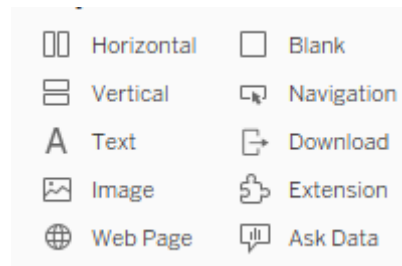 Horizontal Blank
Vertical Navigation
Text Download
Image Extension
Web Page Ask Data